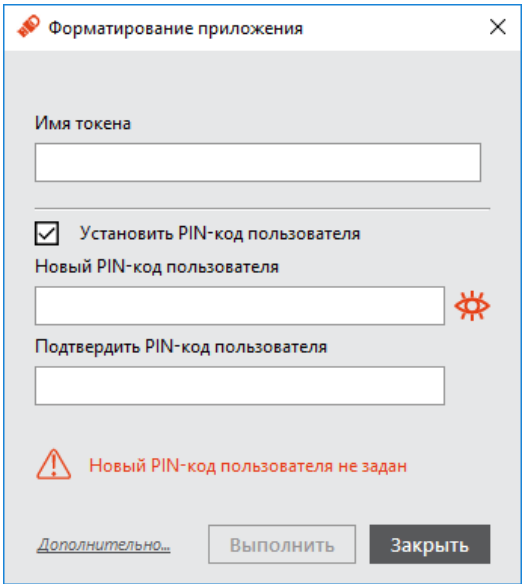 Форматирование приложения
Имя токена
Установить PIN-код пользователя
Новый PIN-код пользователя
Подтвердить PIN-код пользователя
Новый PIN-код пользователя не задан
Дополнительно...
Выполнить
Закрыть